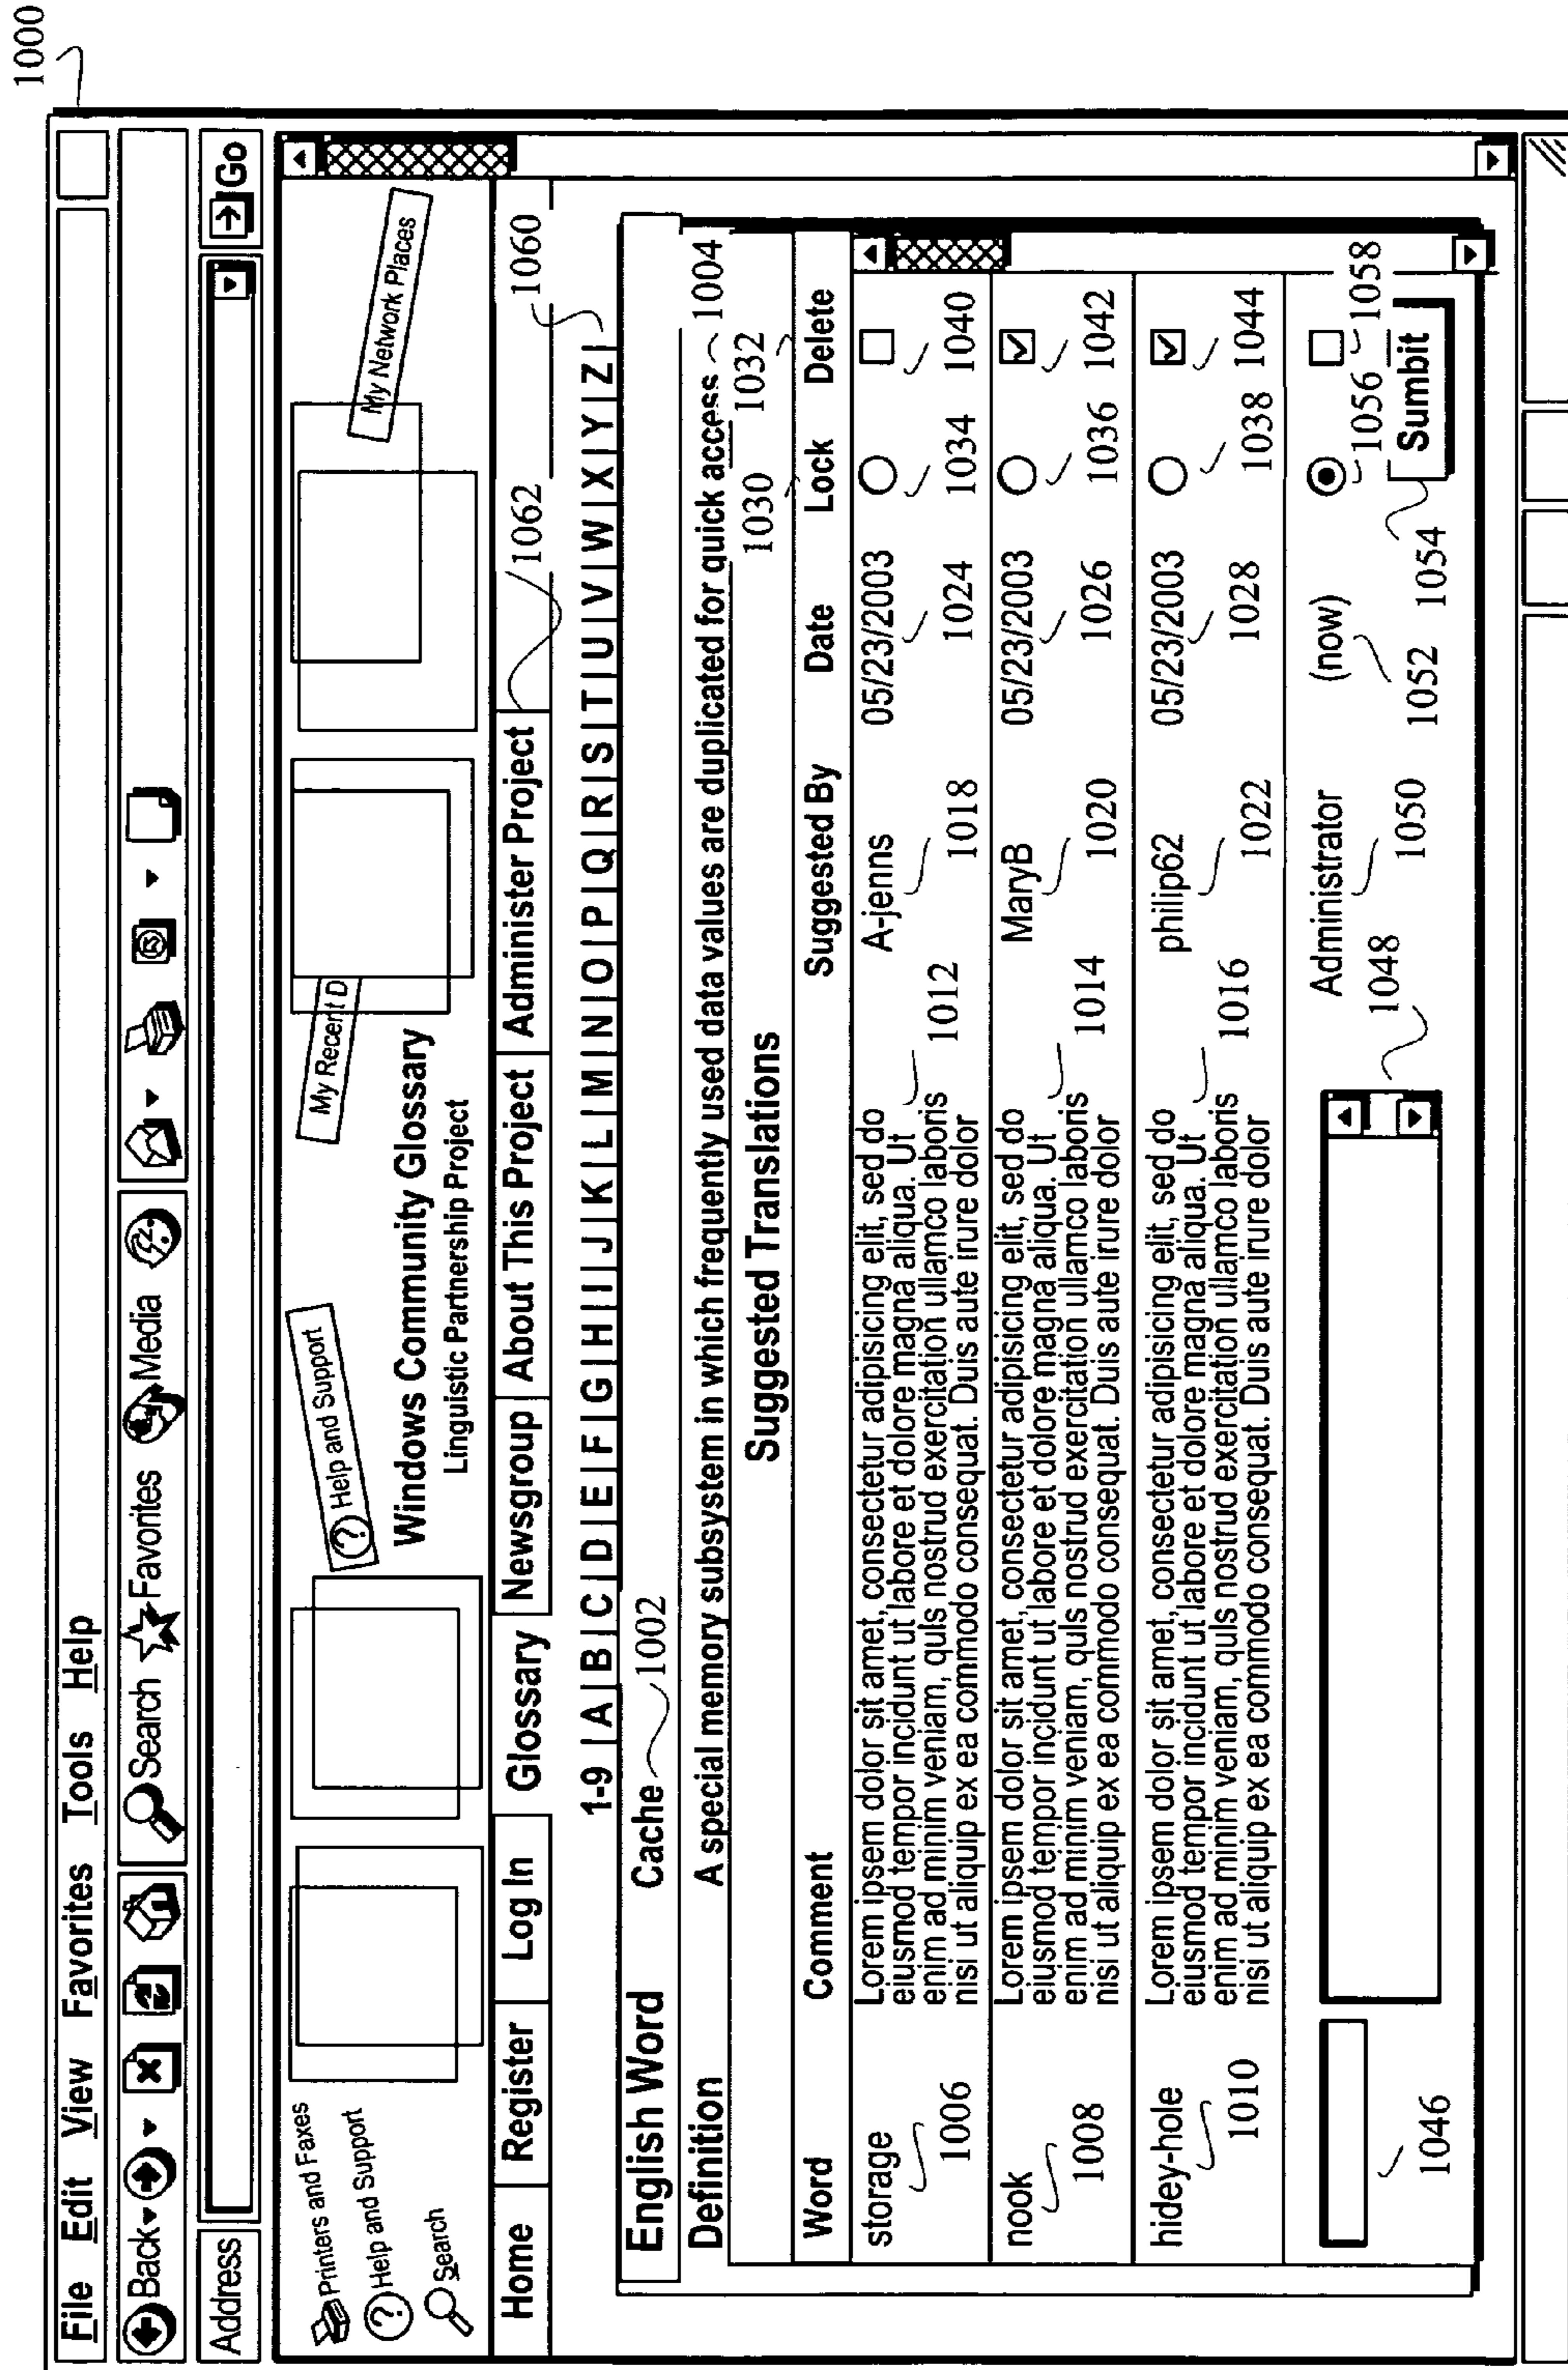 1000
File Edit View Favorites Tools Help
Back Search Favorites Media
Address Go
Printers and Faxes
Help and Support
Search
Help and Support
My Recent D
My Network Places
Windows Community Glossary
Linguistic Partnership Project
Home Register Log In Glossary Newsgroup About This Project Administer Project 1062 1060
1-9 | A | B | C | D | E | F | G | H | I | J | K | L | M | N | O | P | Q | R | S | T | U | V | W | X | Y | Z |
English Word Cache 1002
Definition A special memory subsystem in which frequently used data values are duplicated for quick access 1004
Suggested Translations 1030 1032
Word Comment Suggested By Date Lock Delete
storage Lorem ipsem dolor sit amet, consectetur adipisicing elit, sed do A-jenns 05/23/2003
eiusmod tempor incidunt ut labore et dolore magna aliqua. Ut
enim ad minim veniam, quis nostrud exercitation ullamco laboris
nisi ut aliquip ex ea commodo consequat. Duis aute irure dolor
1006 1012 1018 1024 1034 1040
nook Lorem ipsem dolor sit amet, consectetur adipisicing elit, sed do MaryB 05/23/2003
eiusmod tempor incidunt ut labore et dolore magna aliqua. Ut
enim ad minim veniam, quis nostrud exercitation ullamco laboris
nisi ut aliquip ex ea commodo consequat. Duis aute irure dolor
1008 1014 1020 1026 1036 1042
hidey-hole Lorem ipsem dolor sit amet, consectetur adipisicing elit, sed do philip62 05/23/2003
eiusmod tempor incidunt ut labore et dolore magna aliqua. Ut
enim ad minim veniam, quis nostrud exercitation ullamco laboris
nisi ut aliquip ex ea commodo consequat. Duis aute irure dolor
1010 1016 1022 1028 1038 1044
Administrator (now)
1048 1056 1058
Sumbit
1046 1050 1052 1054